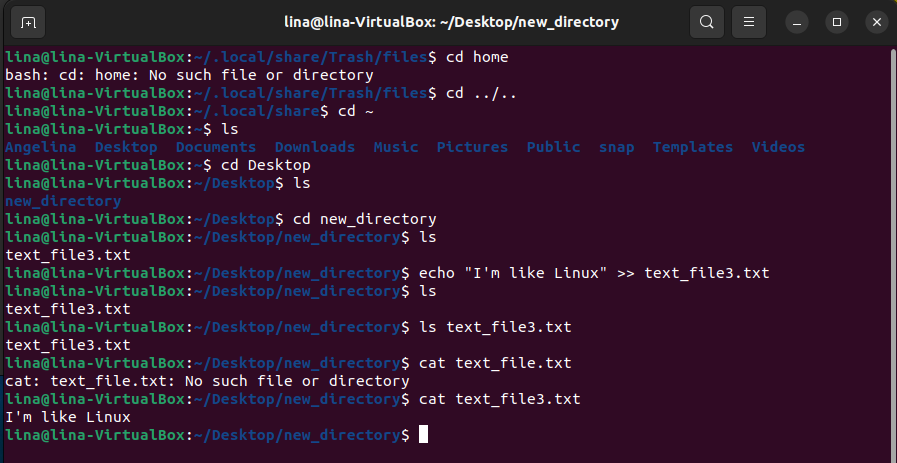 lina@lina-VirtualBox: ~/Desktop/new_directory
lina@lina-VirtualBox:~/.local/share/Trash/files$ cd home
bash: cd: home: No such file or directory
lina@lina-VirtualBox:~/.local/share/Trash/files$ cd ../..
lina@lina-VirtualBox:~/.local/share$ cd ~
lina@lina-VirtualBox:~$ ls
Angelina  Desktop  Documents  Downloads  Music  Pictures  Public  snap  Templates  Videos
lina@lina-VirtualBox:~$ cd Desktop
lina@lina-VirtualBox:~/Desktop$ ls
new_directory
lina@lina-VirtualBox:~/Desktop$ cd new_directory
lina@lina-VirtualBox:~/Desktop/new_directory$ ls
text_file3.txt
lina@lina-VirtualBox:~/Desktop/new_directory$ echo "I'm like Linux" >> text_file3.txt
lina@lina-VirtualBox:~/Desktop/new_directory$ ls
text_file3.txt
lina@lina-VirtualBox:~/Desktop/new_directory$ ls text_file3.txt
text_file3.txt
lina@lina-VirtualBox:~/Desktop/new_directory$ cat text_file.txt
cat: text_file.txt: No such file or directory
lina@lina-VirtualBox:~/Desktop/new_directory$ cat text_file3.txt
I'm like Linux
lina@lina-VirtualBox:~/Desktop/new_directory$